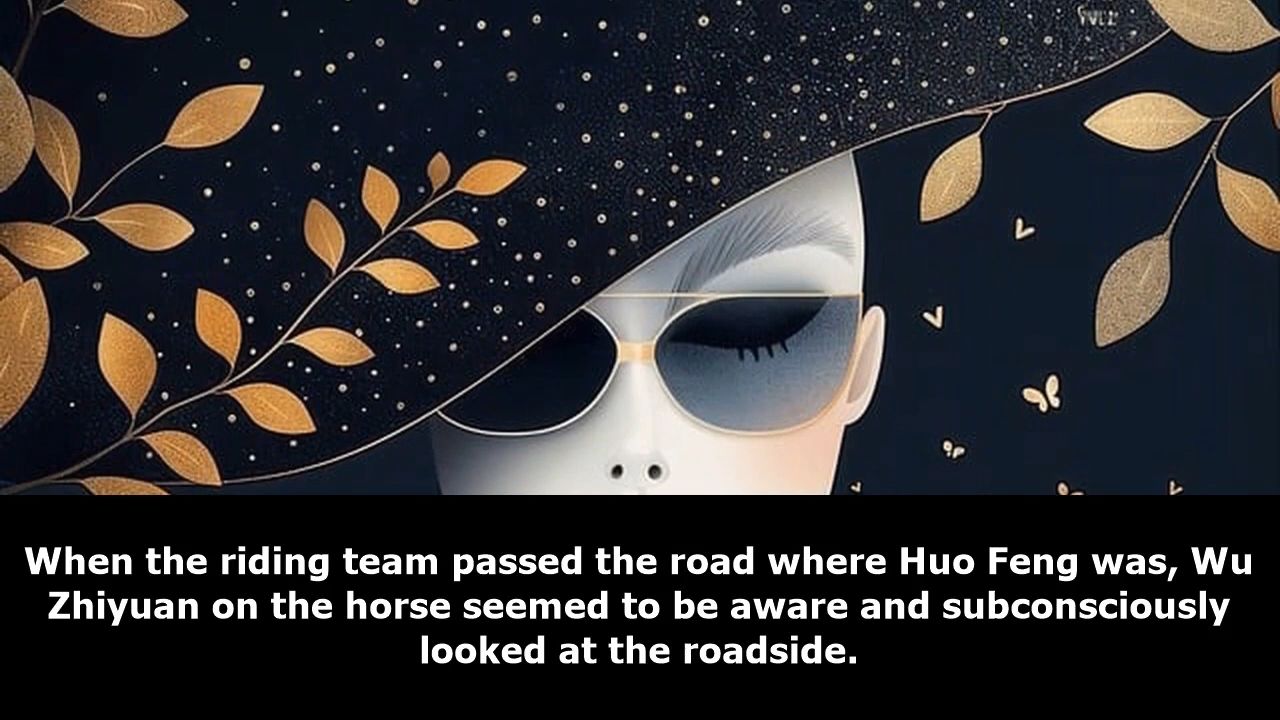 When the riding team passed the road where Huo Feng was, Wu
Zhiyuan on the horse seemed to be aware and subconsciously
looked at the roadside.